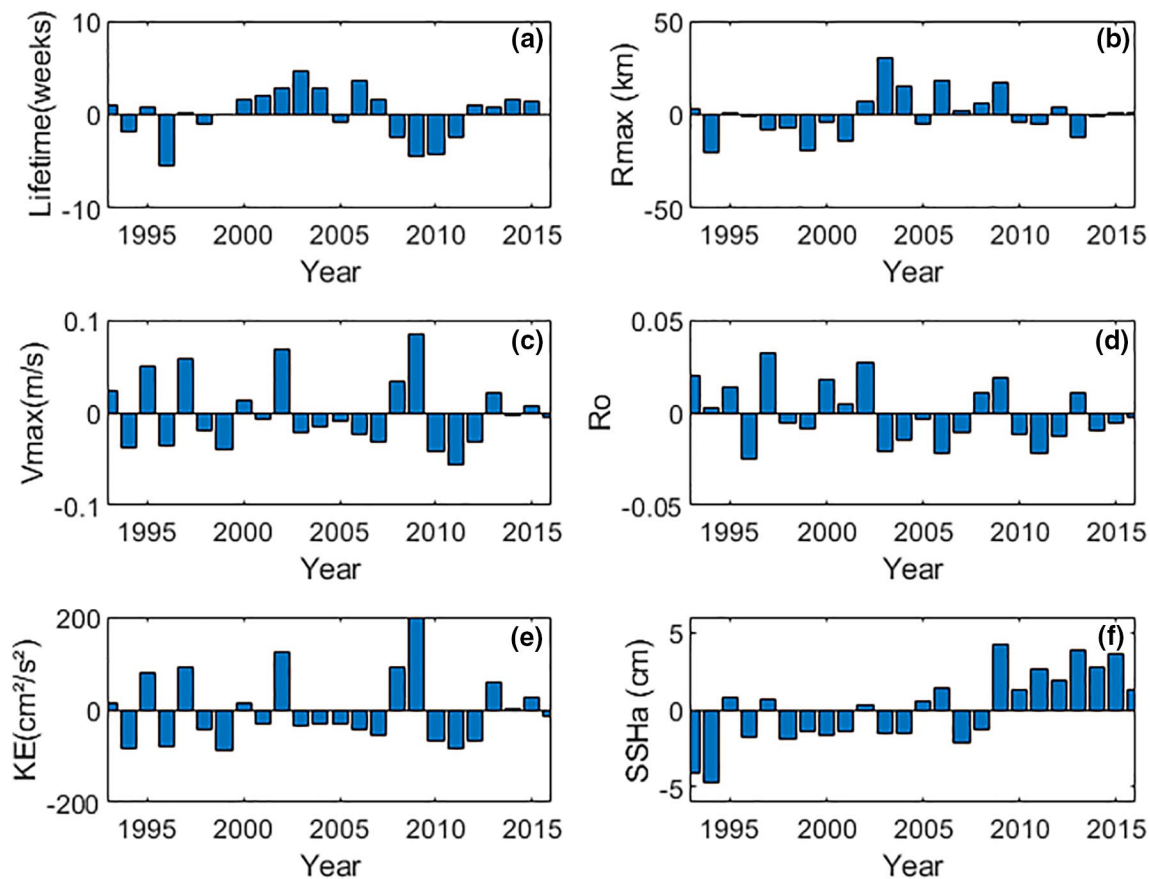 (a)
10
0
-10
Lifetime(weeks)
1995 2000 2005 2010 2015
Year
(b)
50
0
-50
Rmax (km)
1995 2000 2005 2010 2015
Year
(c)
0.1
0
-0.1
Vmax(m/s)
1995 2000 2005 2010 2015
Year
(d)
0.05
0
-0.05
Ro
1995 2000 2005 2010 2015
Year
(e)
200
0
-200
KE(cm²/s²)
1995 2000 2005 2010 2015
Year
(f)
5
0
-5
SSHa (cm)
1995 2000 2005 2010 2015
Year